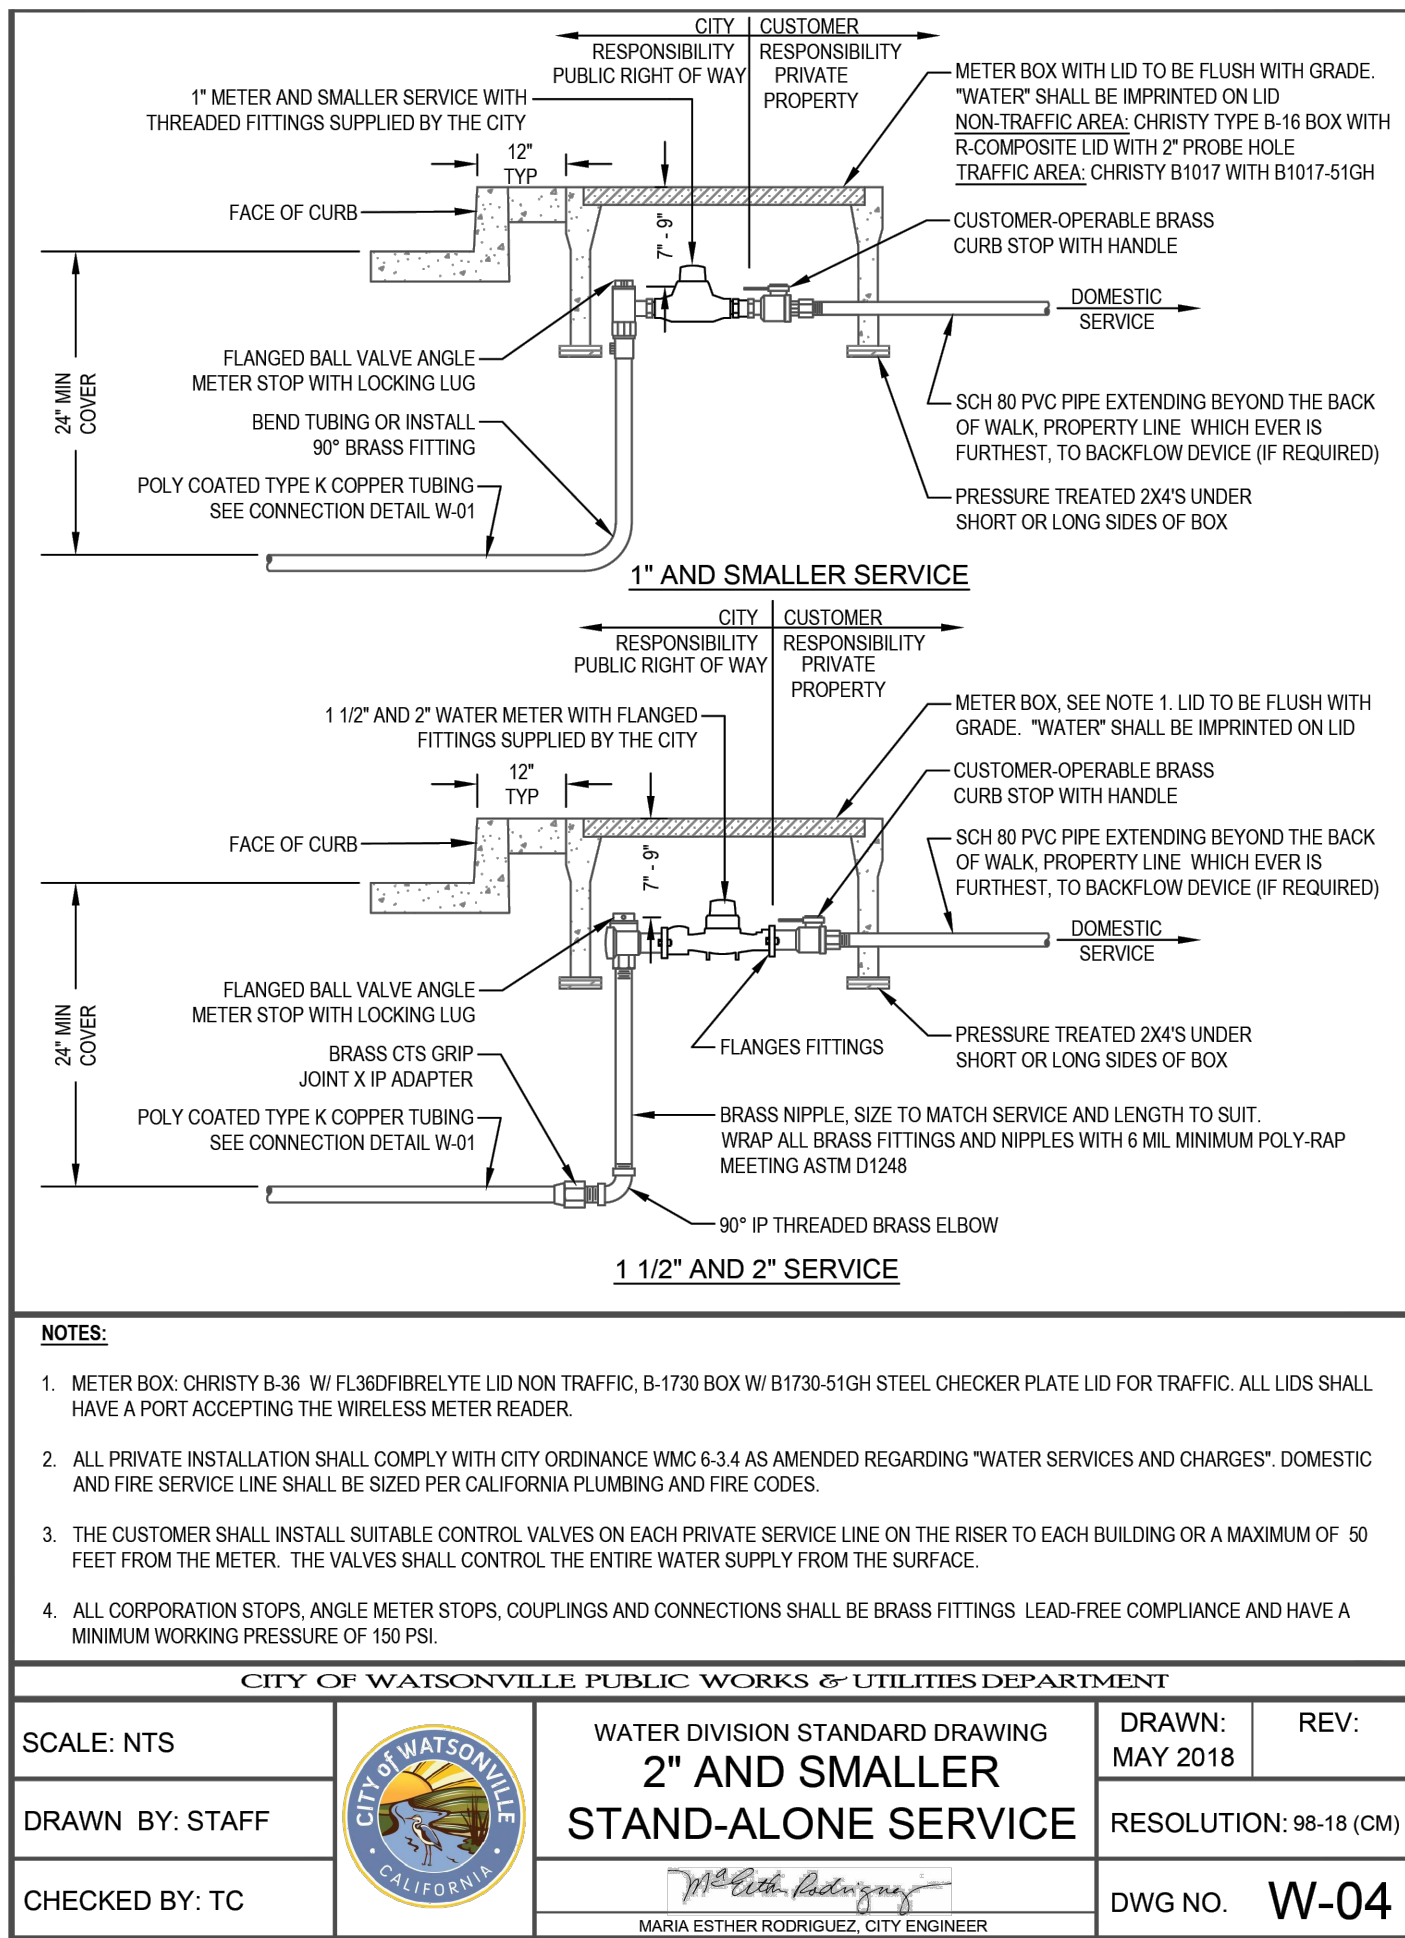 CITY CUSTOMER
RESPONSIBILITY RESPONSIBILITY
PUBLIC RIGHT OF WAY PRIVATE
PROPERTY
1" METER AND SMALLER SERVICE WITH
THREADED FITTINGS SUPPLIED BY THE CITY
METER BOX WITH LID TO BE FLUSH WITH GRADE.
"WATER" SHALL BE IMPRINTED ON LID
NON-TRAFFIC AREA: CHRISTY TYPE B-16 BOX WITH
R-COMPOSITE LID WITH 2" PROBE HOLE
TRAFFIC AREA: CHRISTY B1017 WITH B1017-51GH
12"
TYP
FACE OF CURB
7" - 9"
CUSTOMER-OPERABLE BRASS
CURB STOP WITH HANDLE
DOMESTIC
SERVICE
24" MIN
COVER
FLANGED BALL VALVE ANGLE
METER STOP WITH LOCKING LUG
BEND TUBING OR INSTALL
90° BRASS FITTING
POLY COATED TYPE K COPPER TUBING
SEE CONNECTION DETAIL W-01
SCH 80 PVC PIPE EXTENDING BEYOND THE BACK
OF WALK, PROPERTY LINE WHICH EVER IS
FURTHEST, TO BACKFLOW DEVICE (IF REQUIRED)
PRESSURE TREATED 2X4'S UNDER
SHORT OR LONG SIDES OF BOX
1" AND SMALLER SERVICE
CITY CUSTOMER
RESPONSIBILITY RESPONSIBILITY
PUBLIC RIGHT OF WAY PRIVATE
PROPERTY
1 1/2" AND 2" WATER METER WITH FLANGED
FITTINGS SUPPLIED BY THE CITY
METER BOX, SEE NOTE 1. LID TO BE FLUSH WITH
GRADE. "WATER" SHALL BE IMPRINTED ON LID
12"
TYP
FACE OF CURB
7" - 9"
CUSTOMER-OPERABLE BRASS
CURB STOP WITH HANDLE
SCH 80 PVC PIPE EXTENDING BEYOND THE BACK
OF WALK, PROPERTY LINE WHICH EVER IS
FURTHEST, TO BACKFLOW DEVICE (IF REQUIRED)
DOMESTIC
SERVICE
24" MIN
COVER
FLANGED BALL VALVE ANGLE
METER STOP WITH LOCKING LUG
FLANGES FITTINGS
PRESSURE TREATED 2X4'S UNDER
SHORT OR LONG SIDES OF BOX
BRASS CTS GRIP
JOINT X IP ADAPTER
POLY COATED TYPE K COPPER TUBING
SEE CONNECTION DETAIL W-01
BRASS NIPPLE, SIZE TO MATCH SERVICE AND LENGTH TO SUIT.
WRAP ALL BRASS FITTINGS AND NIPPLES WITH 6 MIL MINIMUM POLY-RAP
MEETING ASTM D1248
90° IP THREADED BRASS ELBOW
1 1/2" AND 2" SERVICE
NOTES:
1. METER BOX: CHRISTY B-36 W/ FL36DFIBRELYTE LID NON TRAFFIC, B-1730 BOX W/ B1730-51GH STEEL CHECKER PLATE LID FOR TRAFFIC. ALL LIDS SHALL
HAVE A PORT ACCEPTING THE WIRELESS METER READER.
2. ALL PRIVATE INSTALLATION SHALL COMPLY WITH CITY ORDINANCE WMC 6-3.4 AS AMENDED REGARDING "WATER SERVICES AND CHARGES". DOMESTIC
AND FIRE SERVICE LINE SHALL BE SIZED PER CALIFORNIA PLUMBING AND FIRE CODES.
3. THE CUSTOMER SHALL INSTALL SUITABLE CONTROL VALVES ON EACH PRIVATE SERVICE LINE ON THE RISER TO EACH BUILDING OR A MAXIMUM OF 50
FEET FROM THE METER. THE VALVES SHALL CONTROL THE ENTIRE WATER SUPPLY FROM THE SURFACE.
4. ALL CORPORATION STOPS, ANGLE METER STOPS, COUPLINGS AND CONNECTIONS SHALL BE BRASS FITTINGS LEAD-FREE COMPLIANCE AND HAVE A
MINIMUM WORKING PRESSURE OF 150 PSI.
CITY OF WATSONVILLE PUBLIC WORKS & UTILITIES DEPARTMENT
SCALE: NTS
DRAWN BY: STAFF
CHECKED BY: TC
CITY of WATSONVILLE
CALIFORNIA
WATER DIVISION STANDARD DRAWING
2" AND SMALLER
STAND-ALONE SERVICE
Mª Esther Rodriguez
MARIA ESTHER RODRIGUEZ, CITY ENGINEER
DRAWN:
MAY 2018
REV:
RESOLUTION: 98-18 (CM)
DWG NO. W-04